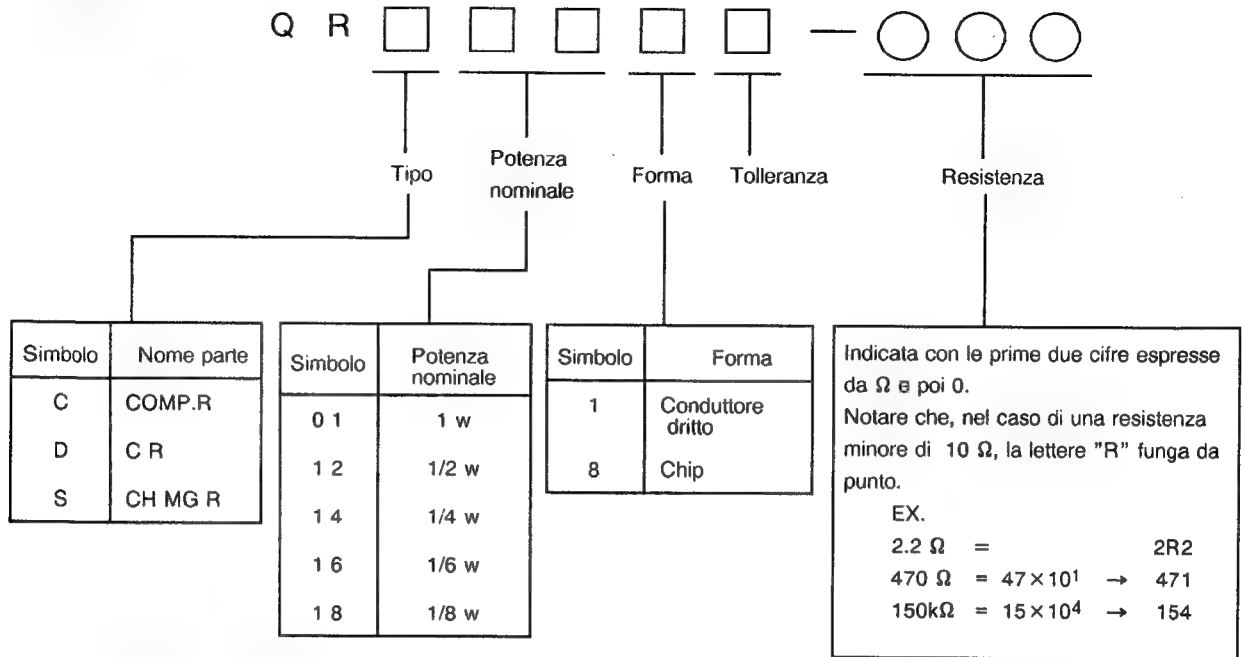 Q R □ □ □ □ □ — ○ ○ ○
Tipo
Potenza
nominale
Forma
Tolleranza
Resistenza
Simbolo Nome parte
C COMP.R
D C R
S CH MG R
Simbolo Potenza
nominale
0 1 1 w
1 2 1/2 w
1 4 1/4 w
1 6 1/6 w
1 8 1/8 w
Simbolo Forma
1 Conduttore
dritto
8 Chip
Indicata con le prime due cifre espresse
da Ω e poi 0.
Notare che, nel caso di una resistenza
minore di 10 Ω, la lettere "R" funga da
punto.
EX.
2.2 Ω = 2R2
470 Ω = 47×10¹ → 471
150kΩ = 15×10⁴ → 154